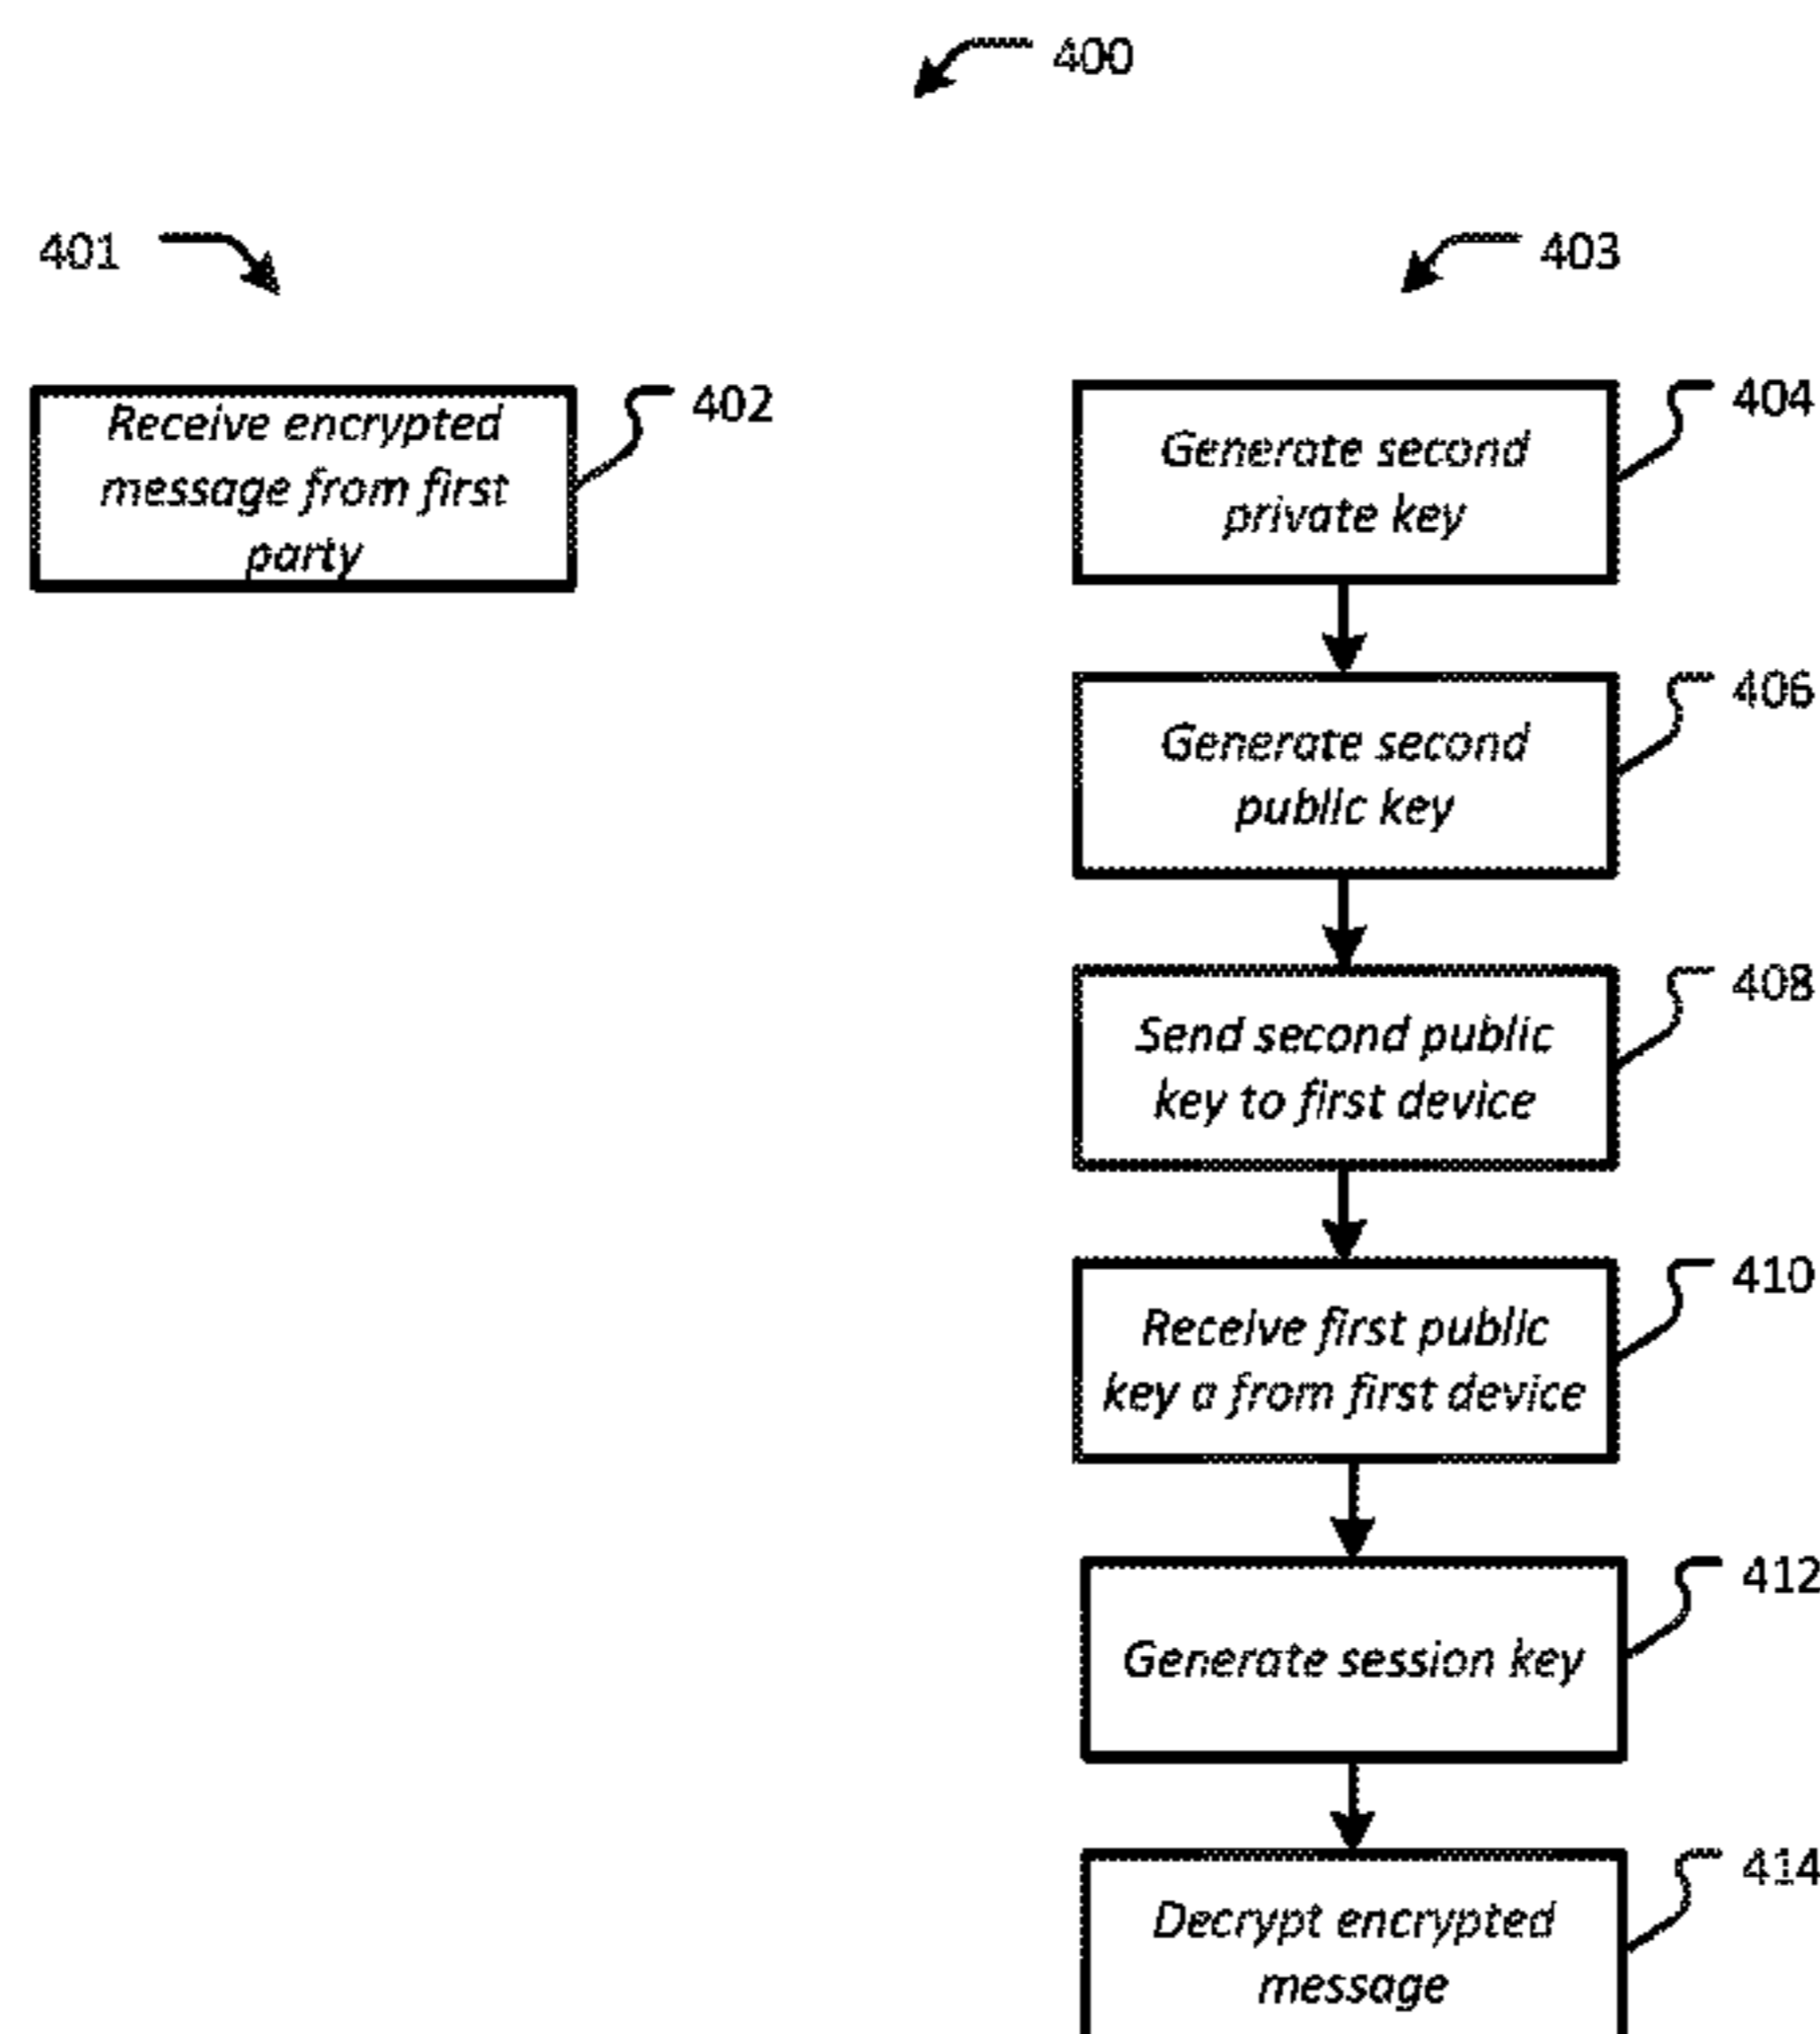 400
401
403
Receive encrypted
message from first
party
402
Generate second
private key
404
Generate second
public key
406
Send second public
key to first device
408
Receive first public
key a from first device
410
Generate session key
412
Decrypt encrypted
message
414